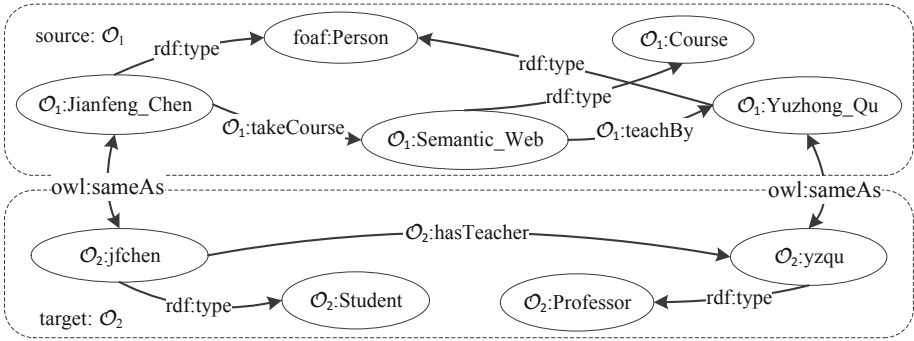 source: 𝒪₁
foaf:Person
𝒪₁:Course
rdf:type
rdf:type
rdf:type
𝒪₁:Jianfeng_Chen
𝒪₁:Yuzhong_Qu
𝒪₁:takeCourse
𝒪₁:Semantic_Web
𝒪₁:teachBy
owl:sameAs
owl:sameAs
𝒪₂:hasTeacher
𝒪₂:jfchen
𝒪₂:yzqu
rdf:type
𝒪₂:Student
𝒪₂:Professor
rdf:type
target: 𝒪₂